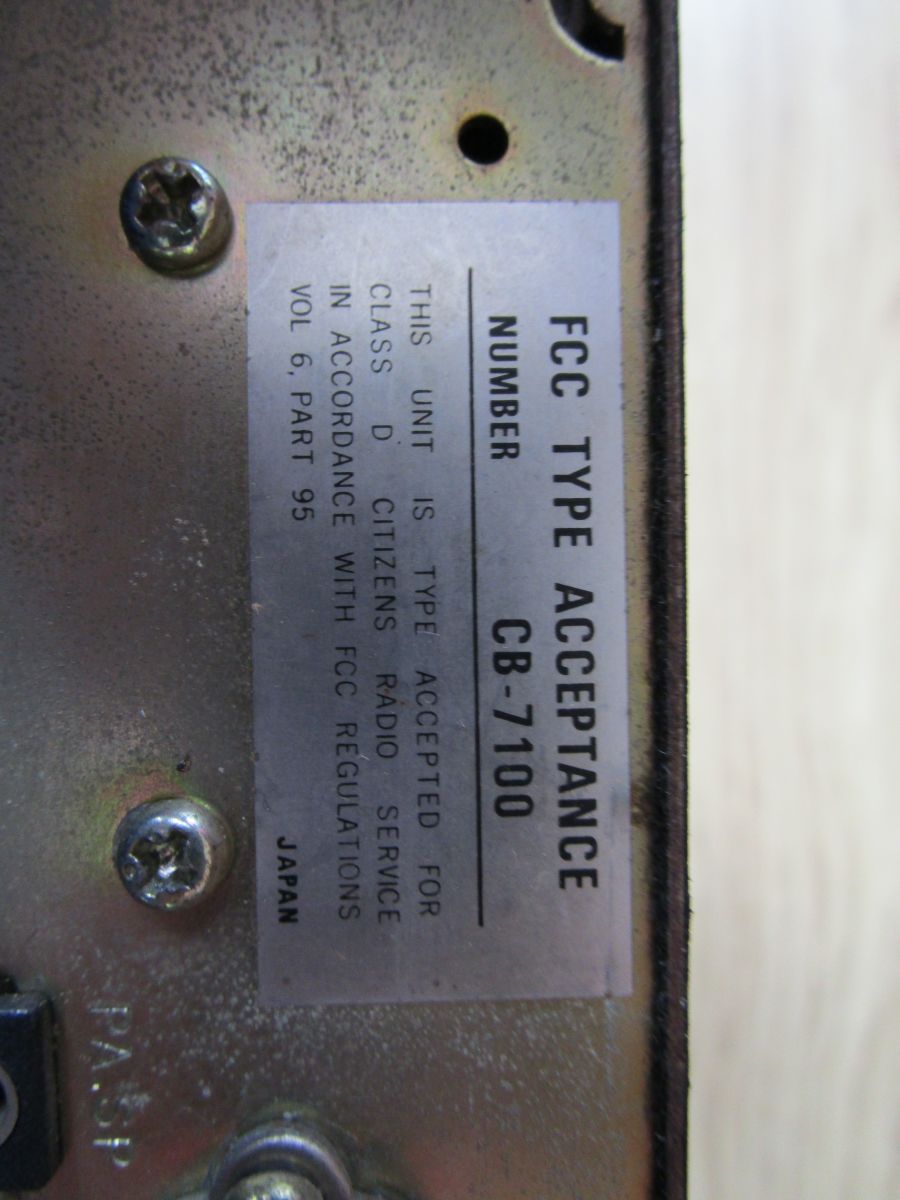 FCC TYPE ACCEPTANCE
NUMBER CB-7100
THIS UNIT IS TYPE ACCEPTED FOR
CLASS D CITIZENS RADIO SERVICE
IN ACCORDANCE WITH FCC REGULATIONS
VOL 6, PART 95
JAPAN
PA.SP